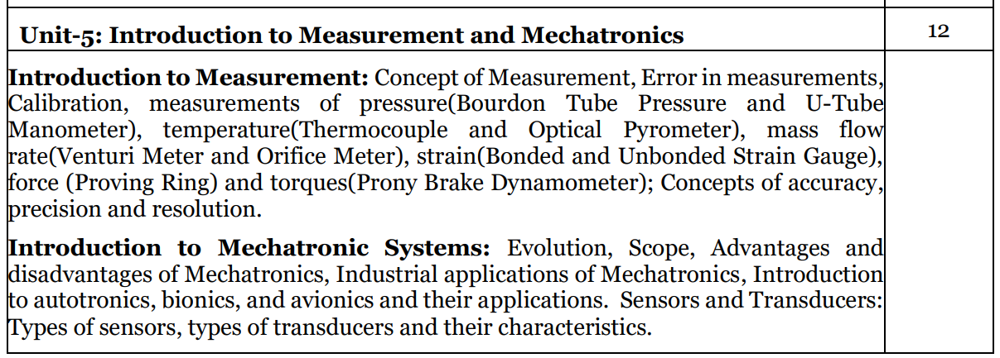 Unit-5: Introduction to Measurement and Mechatronics 12
Introduction to Measurement: Concept of Measurement, Error in measurements,
Calibration, measurements of pressure(Bourdon Tube Pressure and U-Tube
Manometer), temperature(Thermocouple and Optical Pyrometer), mass flow
rate(Venturi Meter and Orifice Meter), strain(Bonded and Unbonded Strain Gauge),
force (Proving Ring) and torques(Prony Brake Dynamometer); Concepts of accuracy,
precision and resolution.
Introduction to Mechatronic Systems: Evolution, Scope, Advantages and
disadvantages of Mechatronics, Industrial applications of Mechatronics, Introduction
to autotronics, bionics, and avionics and their applications. Sensors and Transducers:
Types of sensors, types of transducers and their characteristics.